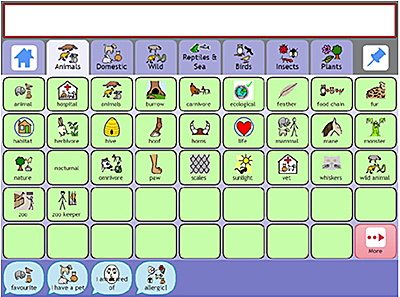 Animals Domestic Wild Reptiles & Sea Birds Insects Plants
animal hospital animals burrow carnivore ecological feather food chain fur
habitat herbivore hive hoof horns life mammal mane monster
nature nocturnal omnivore paw scales sunlight vet whiskers wild animal
zoo zoo keeper
More
favourite i have a pet i am scared of allergic!